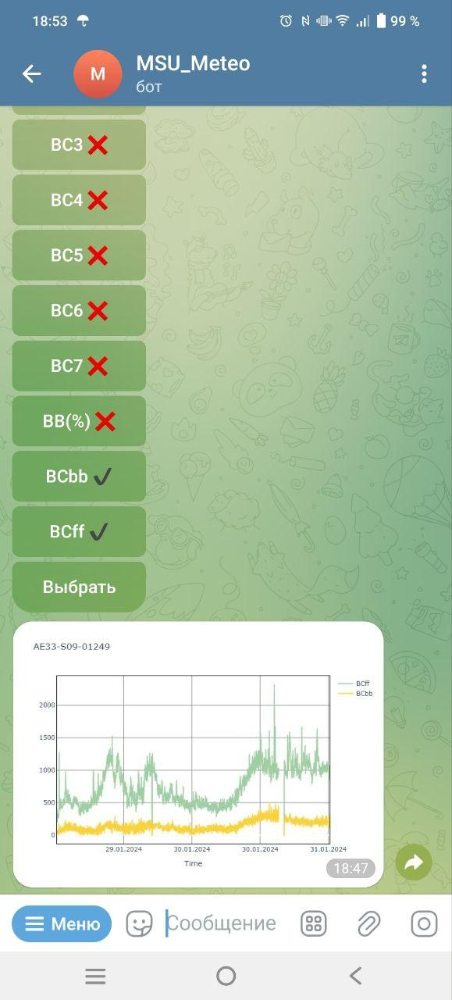 18:53
99 %
M
MSU_Meteo
бот
BC3 ❌
BC4 ❌
BC5 ❌
BC6 ❌
BC7 ❌
BB(%) ❌
BCbb ✔
BCff ✔
Выбрать
AE33-S09-01249
BCff
BCbb
2000
1500
1000
500
0
29.01.2024 30.01.2024 30.01.2024 31.01.2024
Time
18:47
Меню
Сообщение